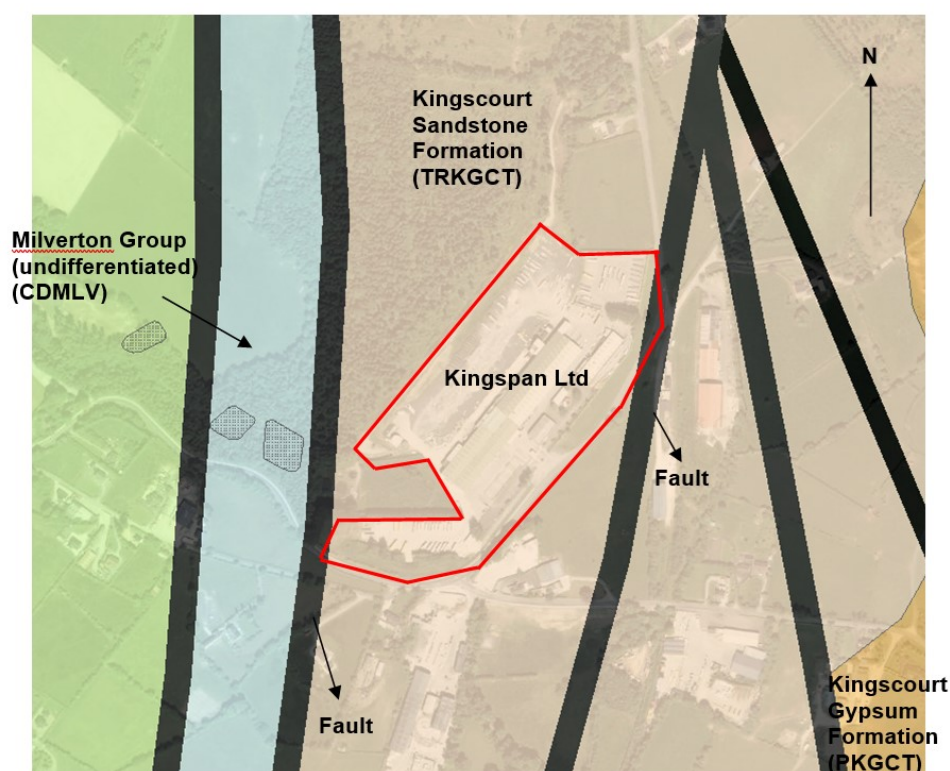 N
Kingscourt
Sandstone
Formation
(TRKGCT)
Milverton Group
(undifferentiated)
(CDMLV)
Kingspan Ltd
Fault
Fault
Kingscourt
Gypsum
Formation
(PKGCT)